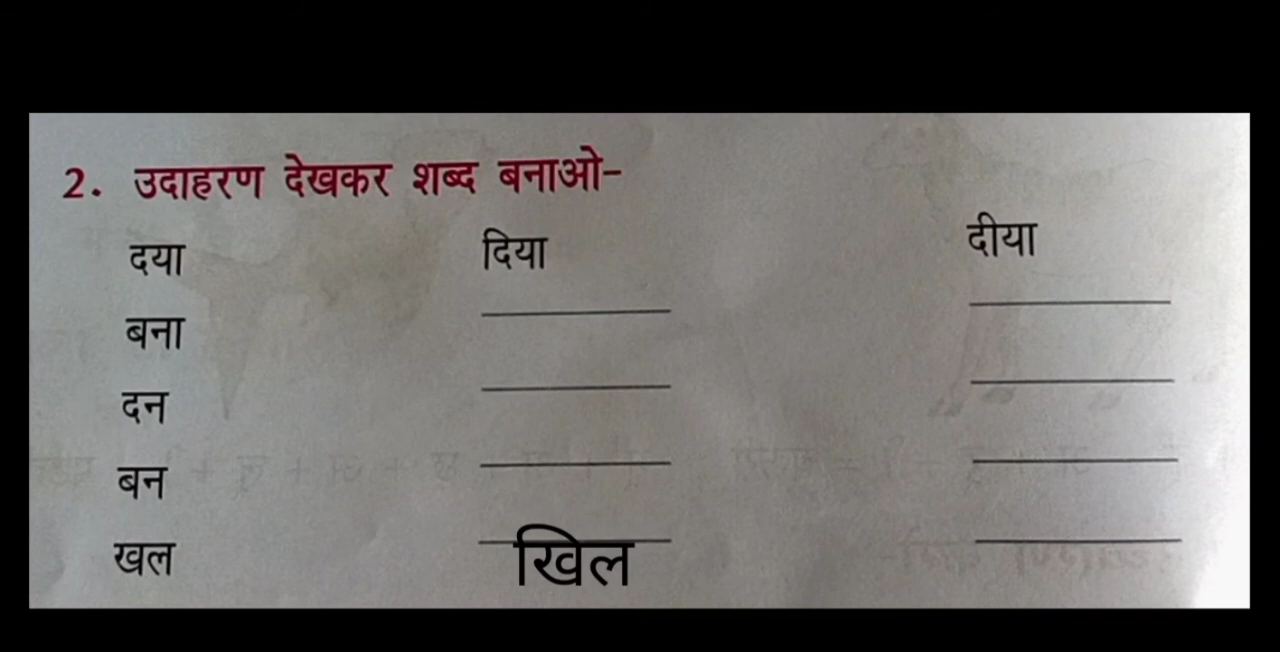 2. उदाहरण देखकर शब्द बनाओ-
दया दिया दीया
बना
दन
बन
खल खिल